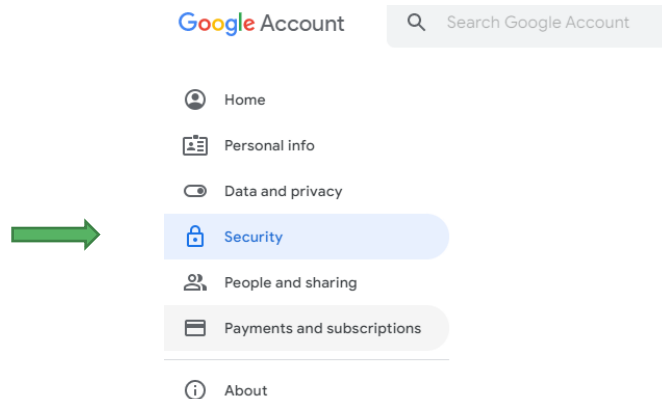 Google Account
Search Google Account
Home
Personal info
Data and privacy
Security
People and sharing
Payments and subscriptions
About